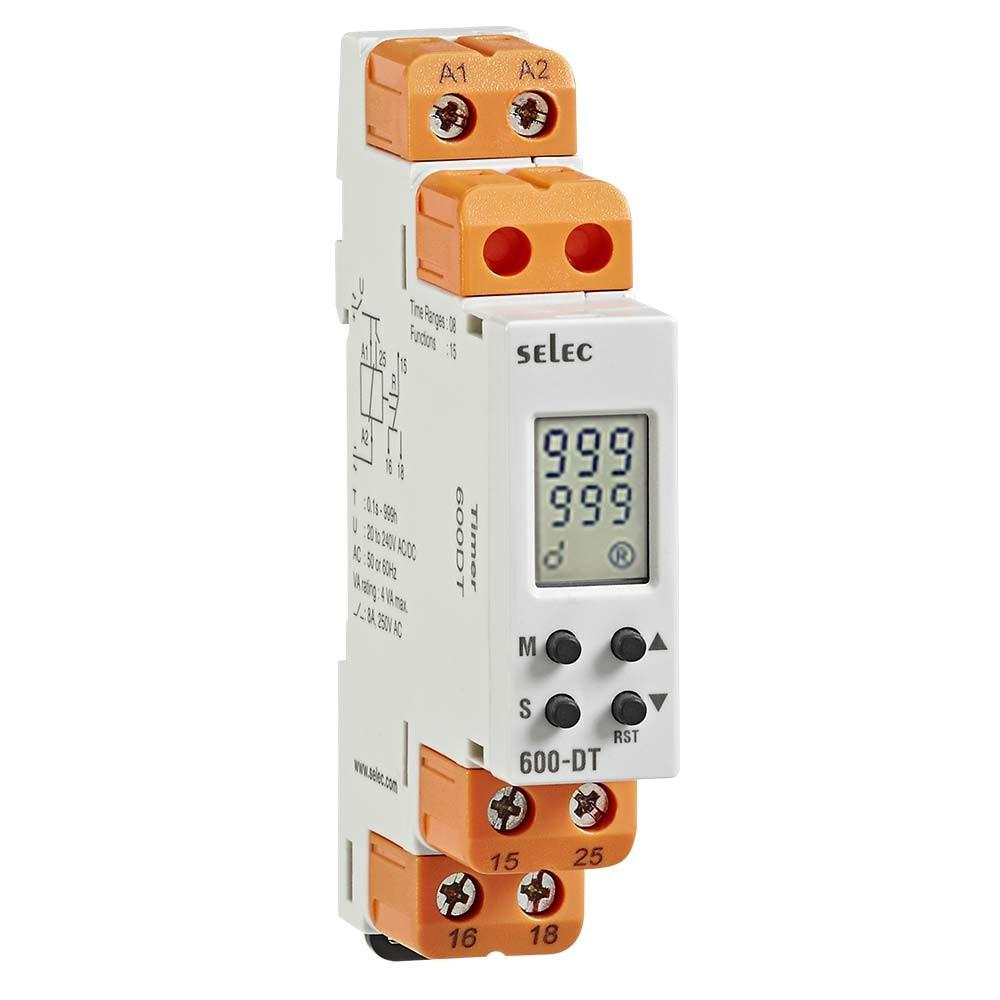 A1 A2
Time Ranges : 08
Functions : 15
SELEC
U
A1 25 15
R
A2
16 18
999
999
®
T : 0.1s - 999h
U : 20 to 240V AC/DC
AC : 50 or 60Hz
VA rating : 4 VA max.
: 8A, 250V AC
Timer
600DT
M ▲
S ▼
RST
600-DT
www.selec.com
15 25
16 18